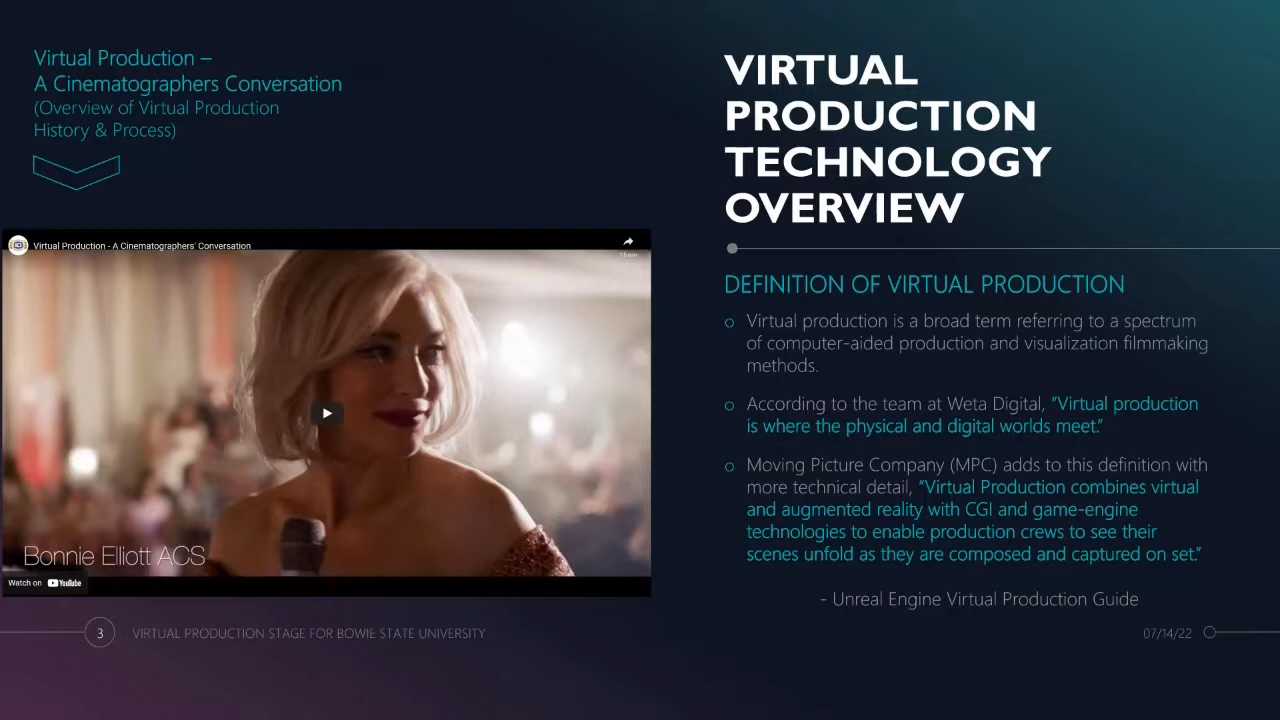 Virtual Production –
A Cinematographers Conversation
(Overview of Virtual Production
History & Process)
Virtual Production - A Cinematographers' Conversation
Share
Bonnie Elliott ACS
Watch on YouTube
VIRTUAL
PRODUCTION
TECHNOLOGY
OVERVIEW
DEFINITION OF VIRTUAL PRODUCTION
Virtual production is a broad term referring to a spectrum
of computer-aided production and visualization filmmaking
methods.
According to the team at Weta Digital, "Virtual production
is where the physical and digital worlds meet."
Moving Picture Company (MPC) adds to this definition with
more technical detail, "Virtual Production combines virtual
and augmented reality with CGI and game-engine
technologies to enable production crews to see their
scenes unfold as they are composed and captured on set."
- Unreal Engine Virtual Production Guide
3 VIRTUAL PRODUCTION STAGE FOR BOWIE STATE UNIVERSITY
07/14/22